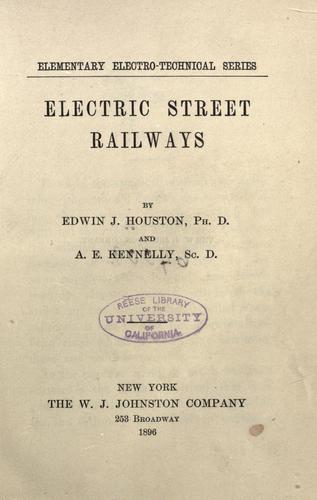 ELEMENTARY ELECTRO-TECHNICAL SERIES
ELECTRIC STREET
RAILWAYS
BY
EDWIN J. HOUSTON, PH. D.
AND
A. E. KENNELLY, SC. D.
REESE LIBRARY
OF THE
UNIVERSITY
OF
CALIFORNIA.
NEW YORK
THE W. J. JOHNSTON COMPANY
253 BROADWAY
1896